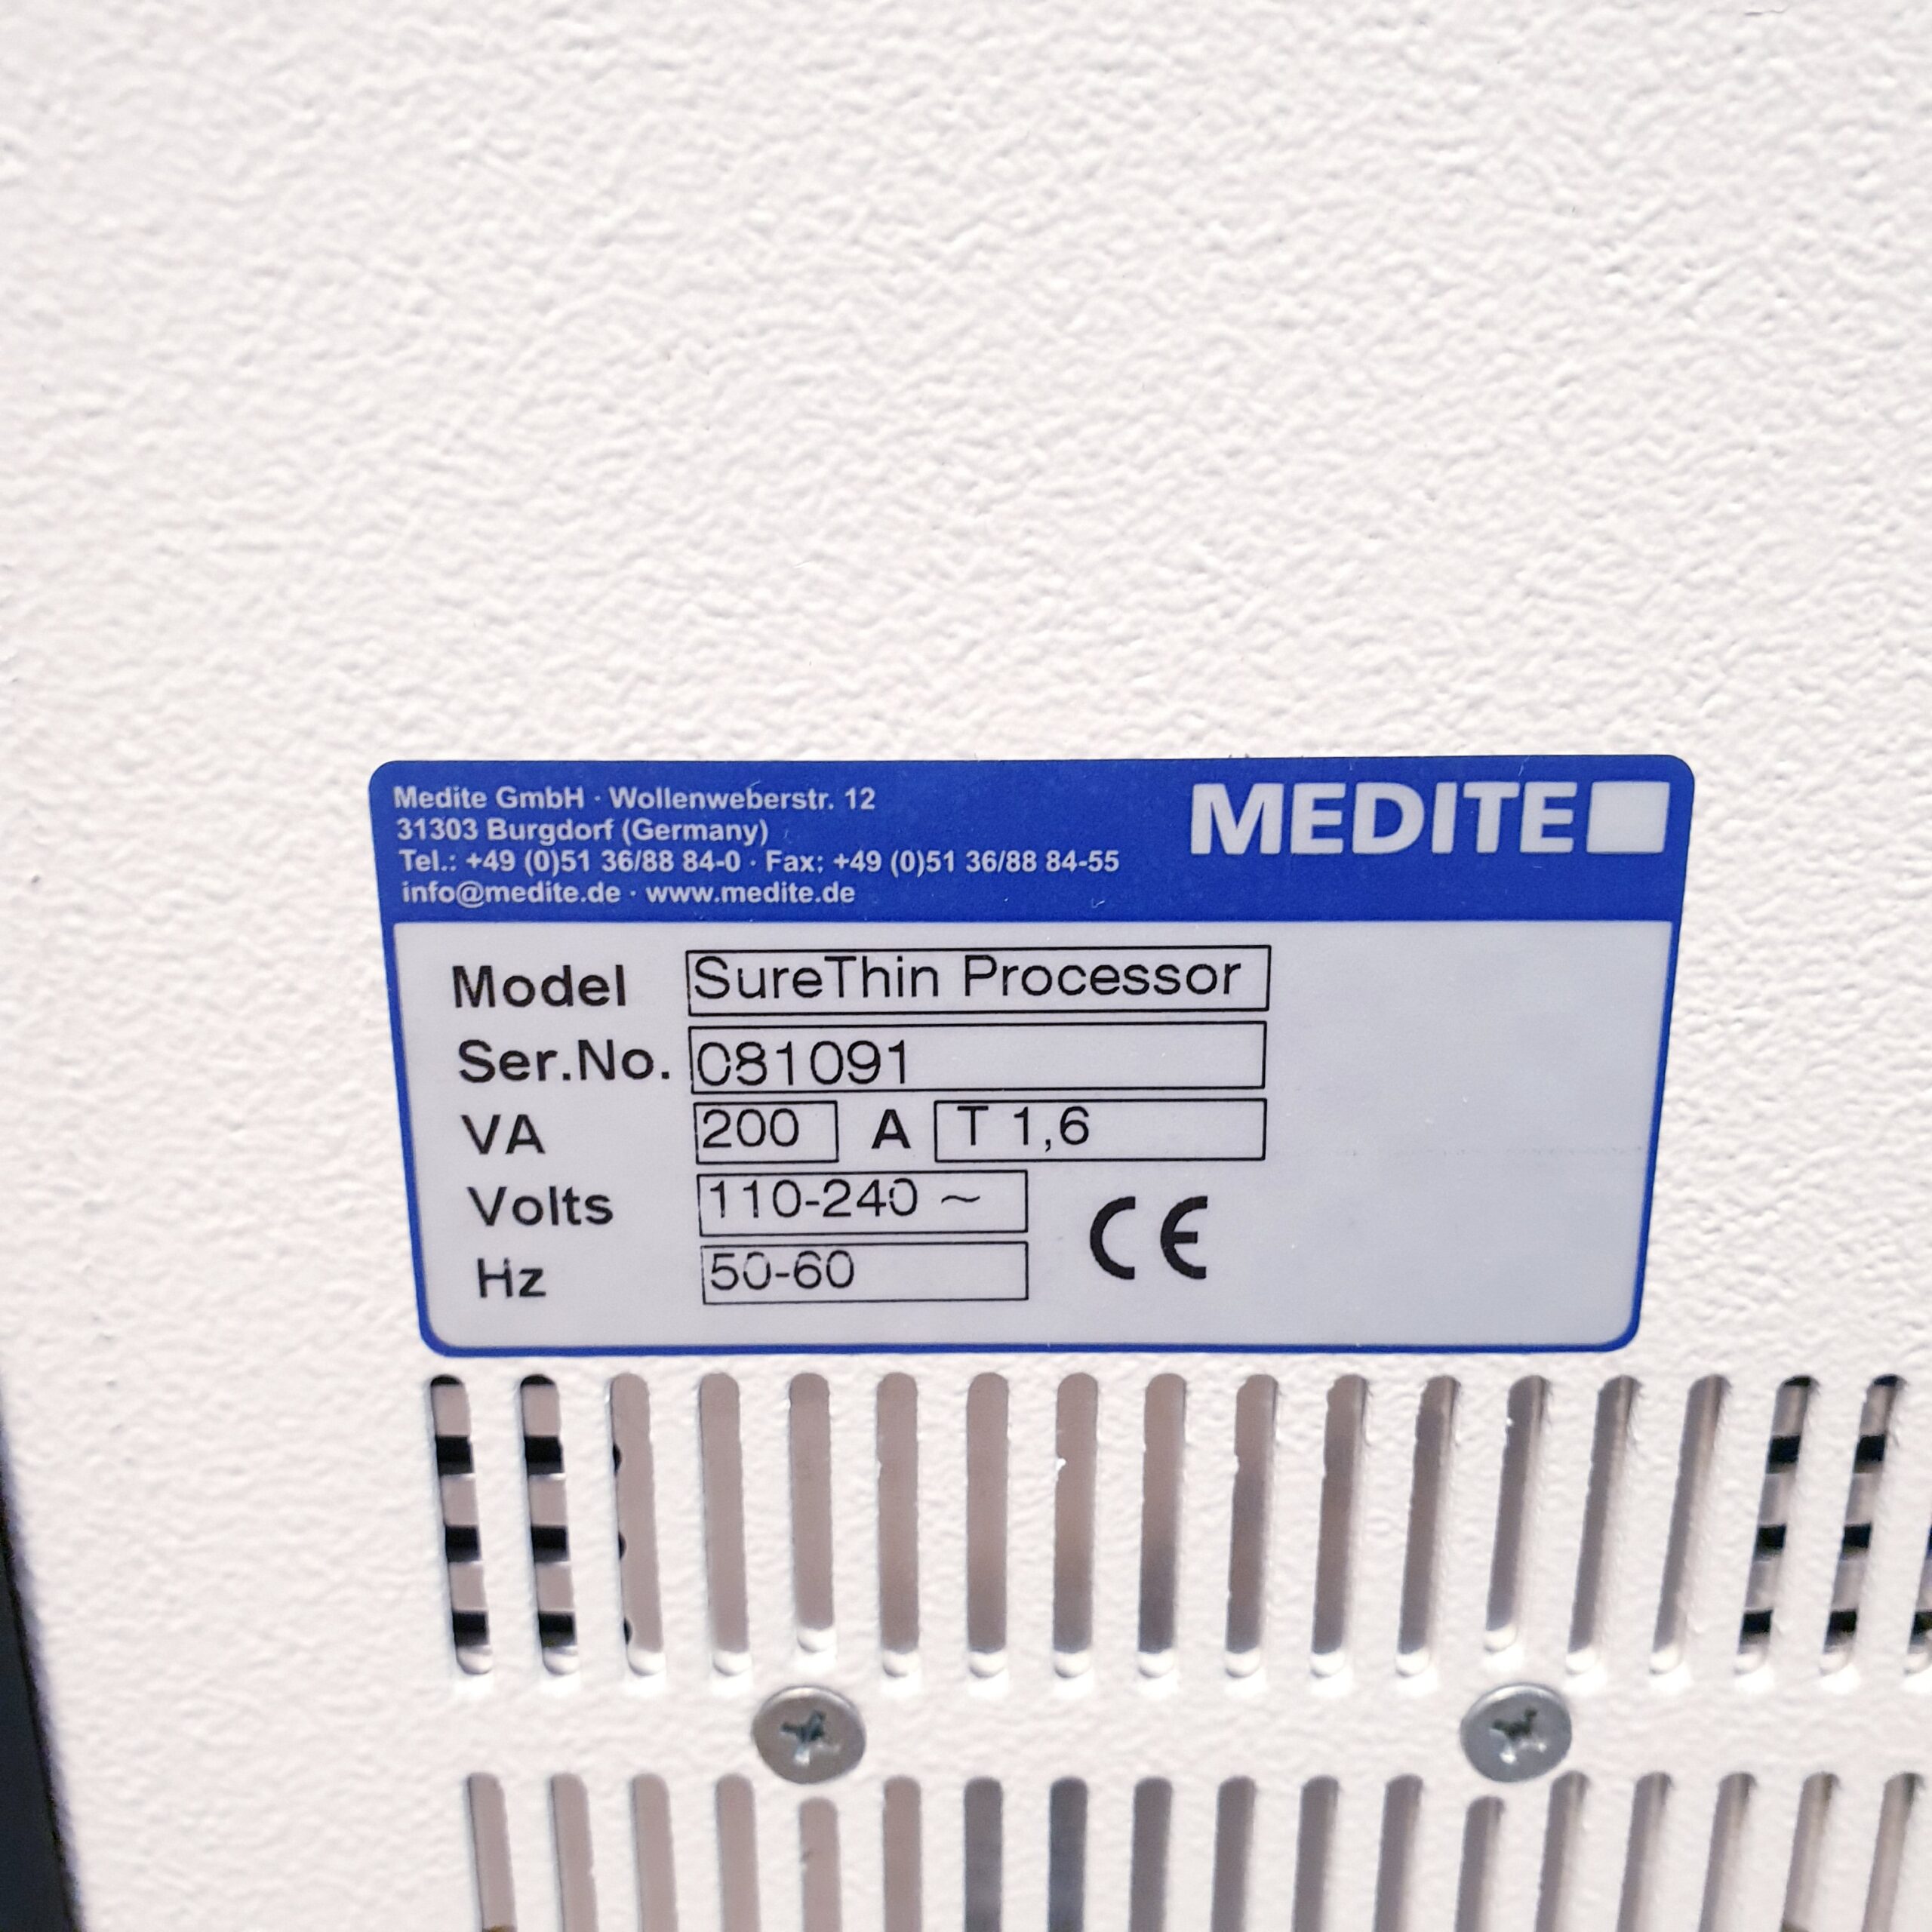 Medite GmbH · Wollenweberstr. 12
31303 Burgdorf (Germany)
Tel.: +49 (0)51 36/88 84-0 · Fax: +49 (0)51 36/88 84-55
info@medite.de · www.medite.de
MEDITE
Model SureThin Processor
Ser.No. 081091
VA 200 A T 1,6
Volts 110-240 ~
Hz 50-60
CE